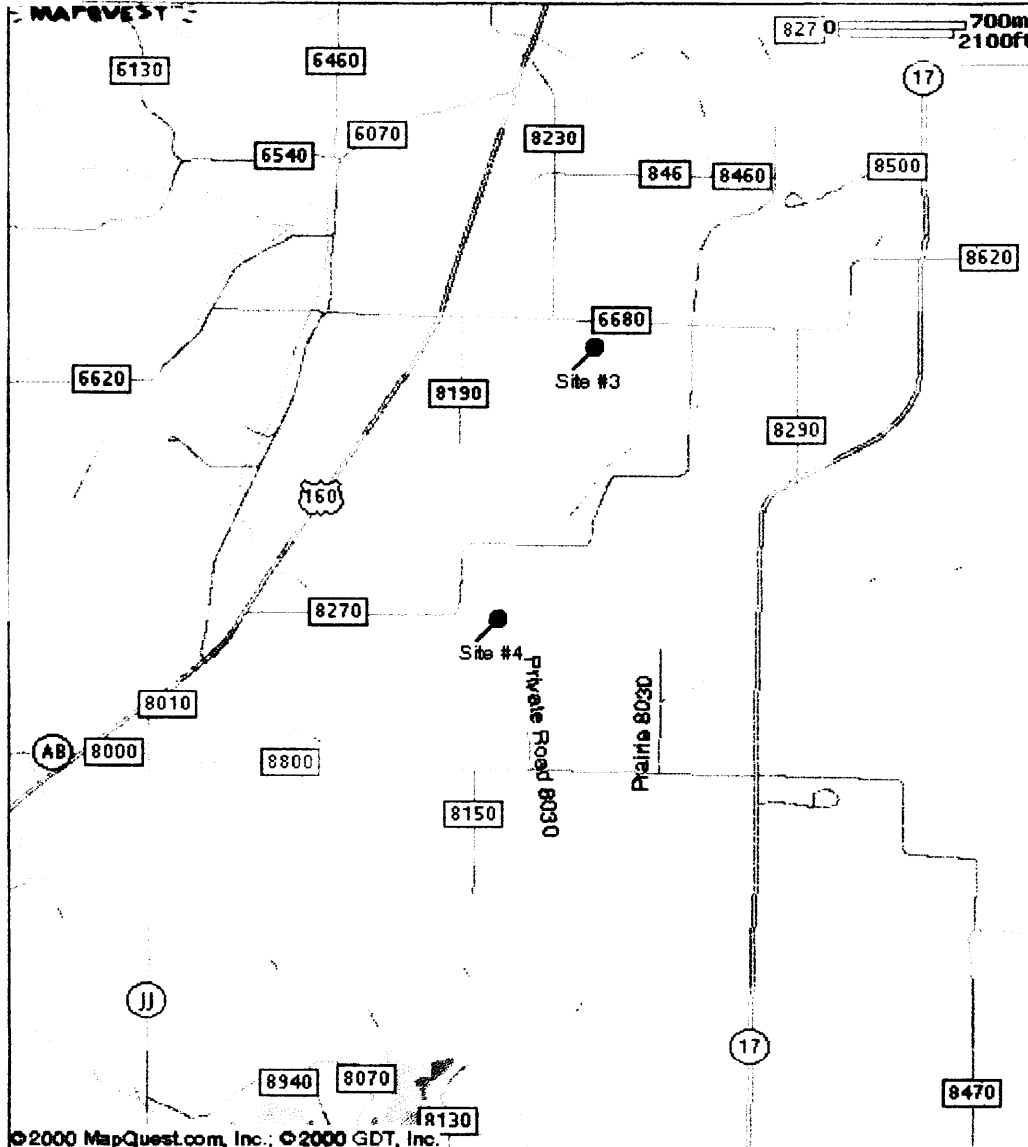 MAPQUEST
827 0 700m
2100ft
6130
6460
17
6070
8230
6540
846
8460
8500
8620
6680
6620
Site #3
8190
8290
160
8270
Site #4
Private Road 8030
Prairie 8030
8010
AB
8000
8800
8150
JJ
17
8940
8070
8470
8130
©2000 MapQuest.com, Inc.; ©2000 GDT, Inc.